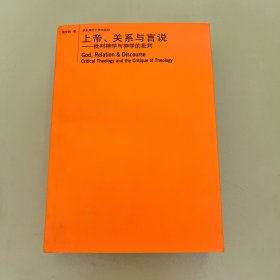 上帝、关系与言说
——批判神学与神学的批判
God, Relation & Discourse
Critical Theology and the Critique of Theology